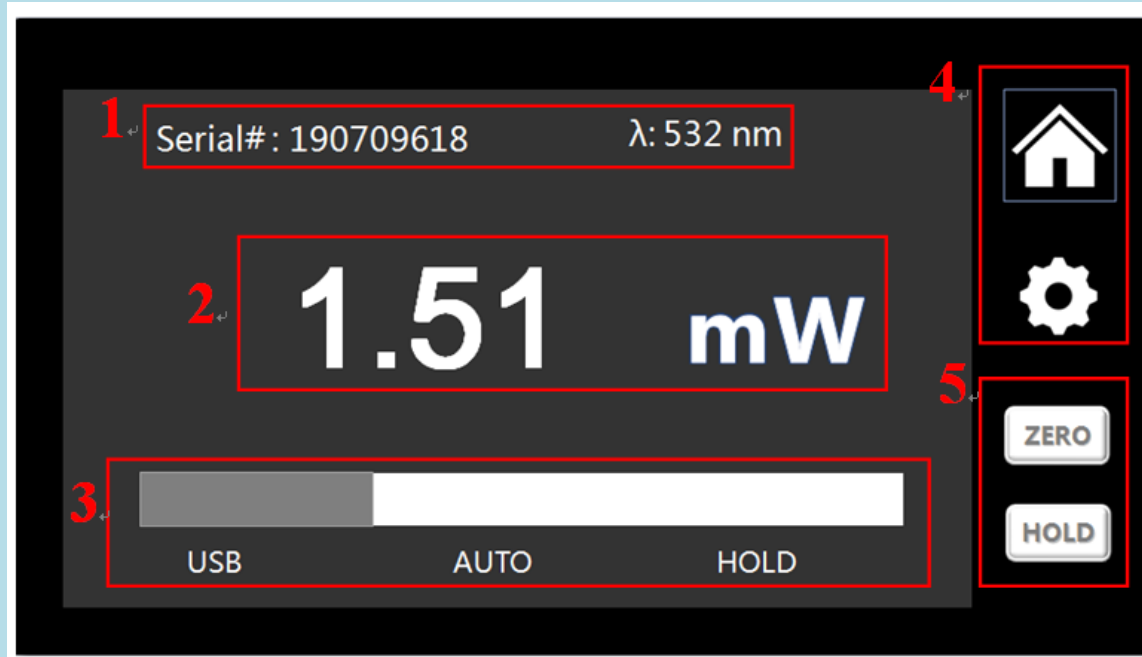 1
Serial#: 190709618
λ: 532 nm
2
1.51 mW
3
USB AUTO HOLD
4
5
ZERO
HOLD